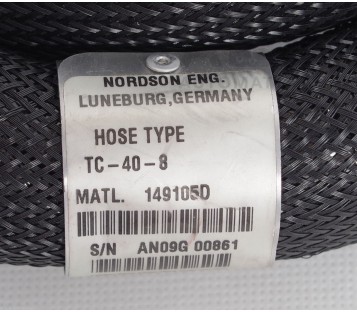 NORDSON ENG.
LUNEBURG,GERMANY
HOSE TYPE
TC-40-8
MATL. 149105D
S/N AN09G 00861